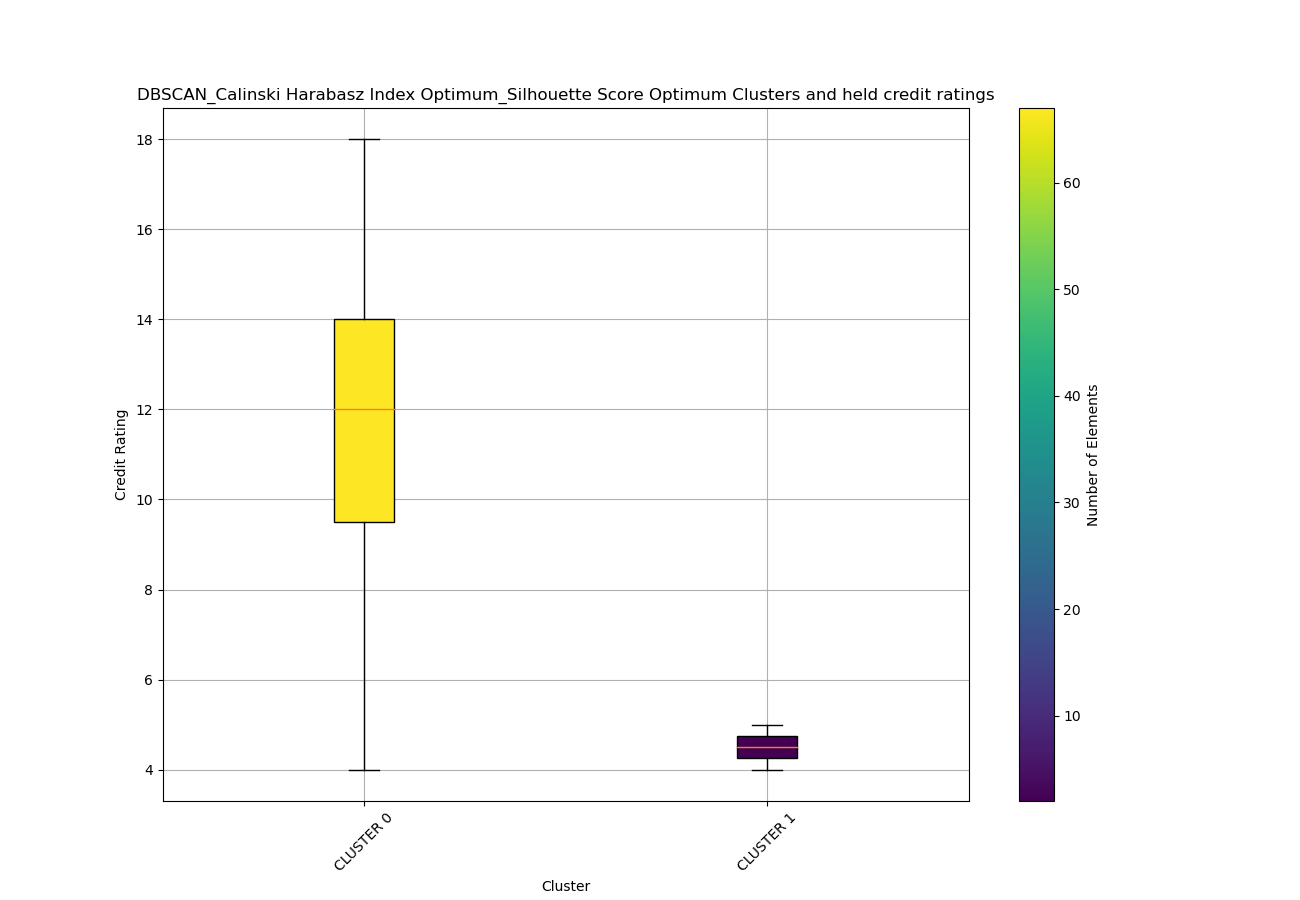 DBSCAN_Calinski Harabasz Index Optimum_Silhouette Score Optimum Clusters and held credit ratings
18
16
14
12
10
8
6
4
Credit Rating
CLUSTER 0
CLUSTER 1
Cluster
60
50
40
30
20
10
Number of Elements